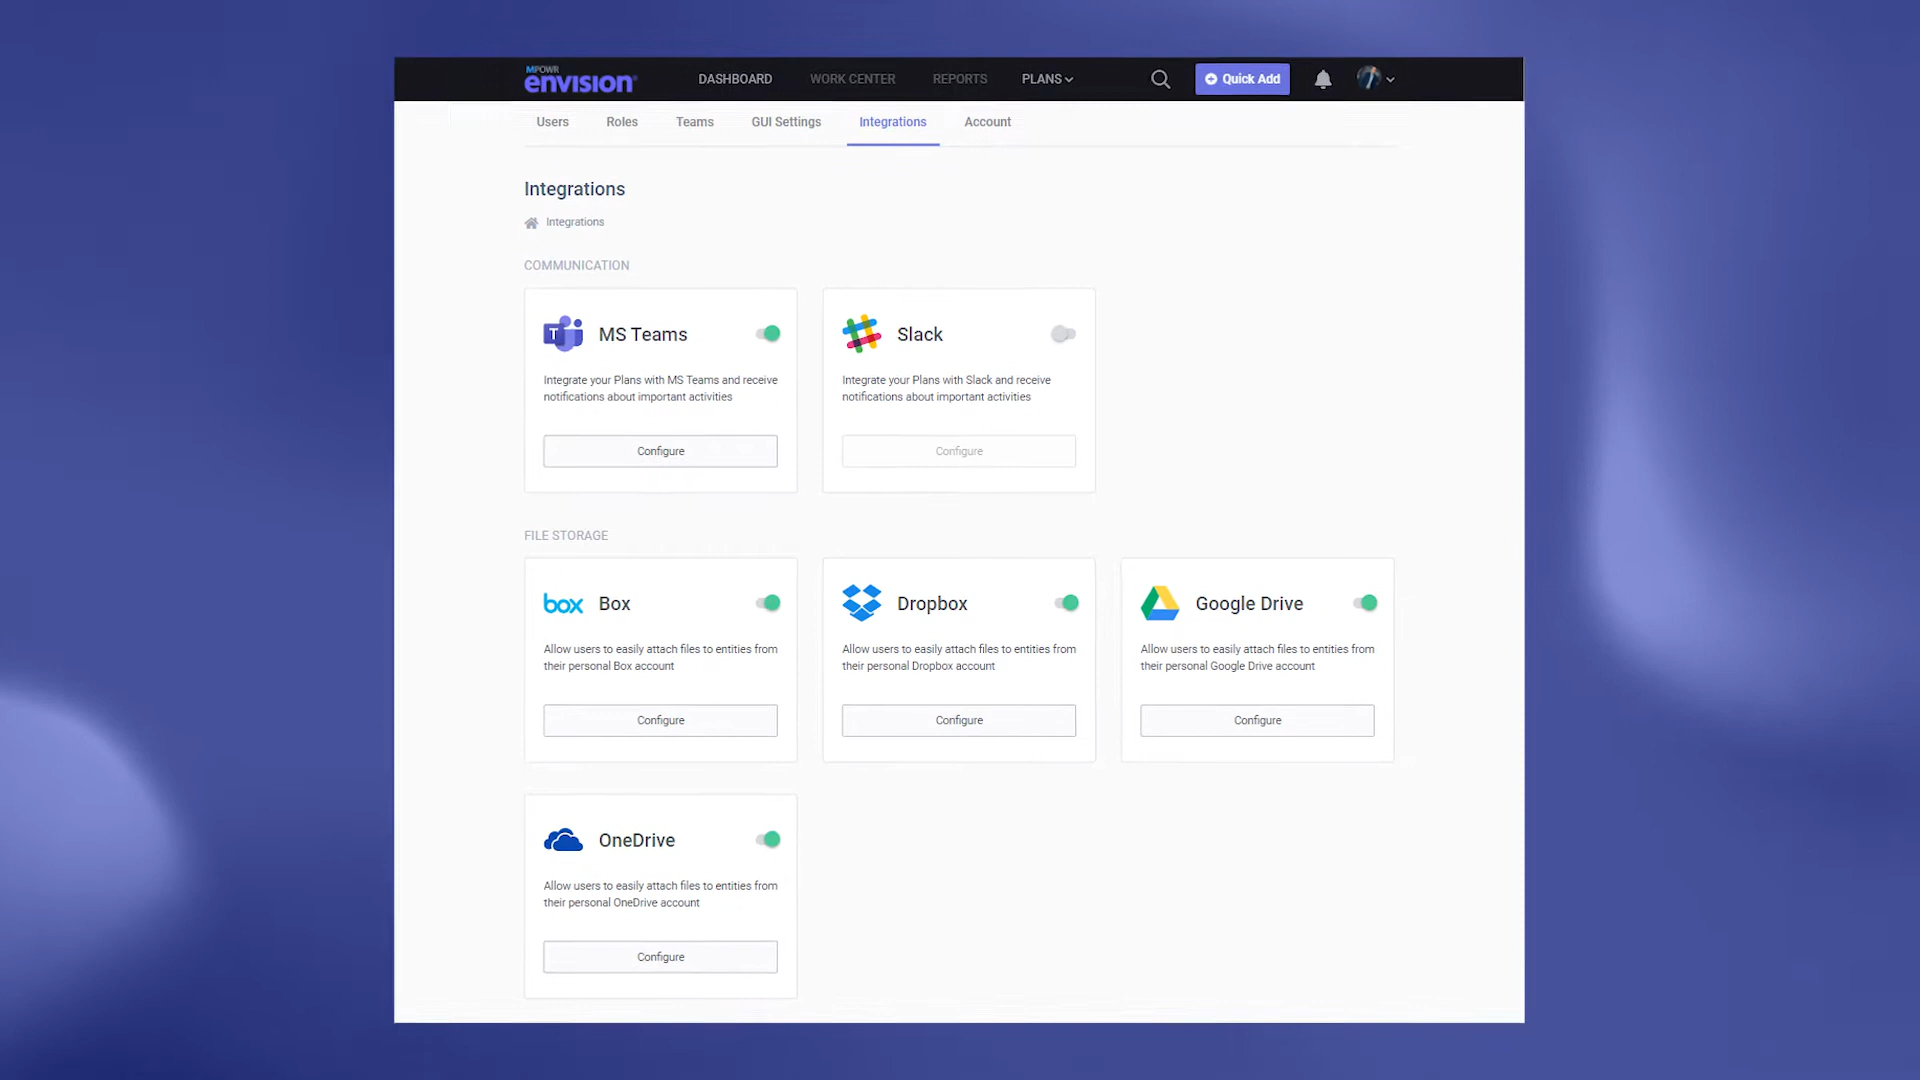 MPOWR
envision
DASHBOARD
WORK CENTER
REPORTS
PLANS
Quick Add
Users
Roles
Teams
GUI Settings
Integrations
Account
Integrations
Integrations
COMMUNICATION
T
MS Teams
Integrate your Plans with MS Teams and receive
notifications about important activities
Configure
Slack
Integrate your Plans with Slack and receive
notifications about important activities
Configure
FILE STORAGE
box
Box
Allow users to easily attach files to entities from
their personal Box account
Configure
Dropbox
Allow users to easily attach files to entities from
their personal Dropbox account
Configure
Google Drive
Allow users to easily attach files to entities from
their personal Google Drive account
Configure
OneDrive
Allow users to easily attach files to entities from
their personal OneDrive account
Configure